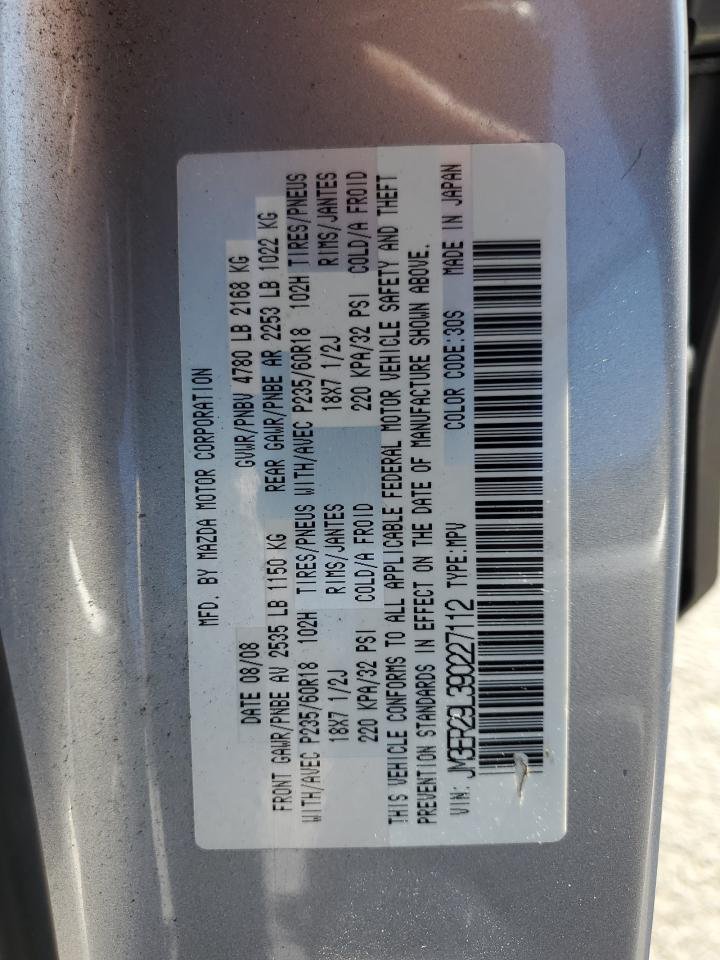 MFD. BY MAZDA MOTOR CORPORATION
DATE 08/08 GVWR/PNBV 4780 LB 2168 KG
FRONT GAWR/PNBE AV 2535 LB 1150 KG REAR GAWR/PNBE AR 2253 LB 1022 KG
WITH/AVEC P235/60R18 102H TIRES/PNEUS WITH/AVEC P235/60R18 102H TIRES/PNEUS
18X7 1/2J RIMS/JANTES 18X7 1/2J RIMS/JANTES
220 KPA/32 PSI COLD/A FROID 220 KPA/32 PSI COLD/A FROID
THIS VEHICLE CONFORMS TO ALL APPLICABLE FEDERAL MOTOR VEHICLE SAFETY AND THEFT
PREVENTION STANDARDS IN EFFECT ON THE DATE OF MANUFACTURE SHOWN ABOVE.
VIN: JM3ER29L390227112 TYPE:MPV COLOR CODE:30S MADE IN JAPAN